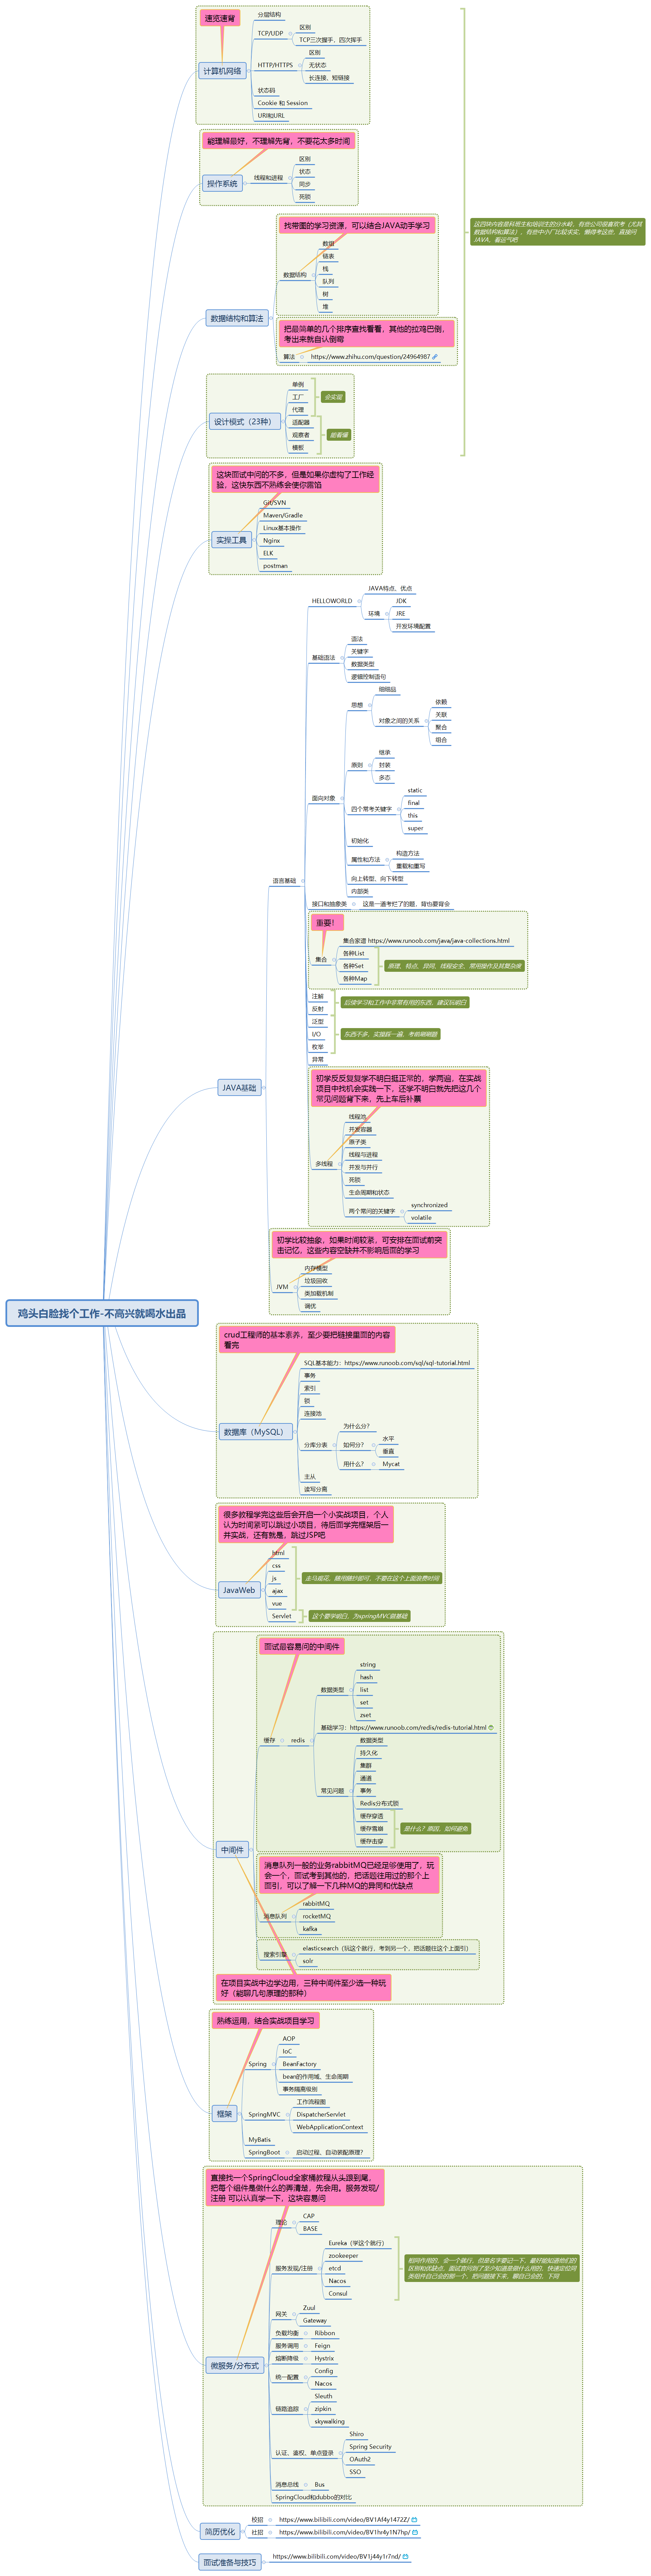 速览速背
计算机网络
分层结构
TCP/UDP
区别
TCP三次握手、四次挥手
HTTP/HTTPS
区别
无状态
长连接、短链接
状态码
Cookie 和 Session
URI和URL
能理解最好，不理解先背，不要花太多时间
操作系统
线程和进程
区别
状态
同步
死锁
这四块内容是科班生和培训生的分水岭，有些公司很喜欢考（尤其
数据结构和算法），有些中小厂比较求实，懒得考这些，直接问
JAVA，看运气吧
找带图的学习资源，可以结合JAVA动手学习
数据结构和算法
数据结构
数组
链表
栈
队列
树
堆
把最简单的几个排序查找看看，其他的拉鸡巴倒，
考出来就自认倒霉
算法
https://www.zhihu.com/question/24964987
设计模式（23种）
单例
工厂
代理
适配器
观察者
模板
会实现
能看懂
这块面试中问的不多，但是如果你虚构了工作经
验，这快东西不熟练会使你露馅
实操工具
Git/SVN
Maven/Gradle
Linux基本操作
Nginx
ELK
postman
JAVA基础
语言基础
HELLOWORLD
JAVA特点、优点
环境
JDK
JRE
开发环境配置
基础语法
语法
关键字
数据类型
逻辑控制语句
面向对象
思想
细细品
对象之间的关系
依赖
关联
聚合
组合
原则
继承
封装
多态
四个常考关键字
static
final
this
super
初始化
属性和方法
构造方法
重载和重写
向上转型、向下转型
内部类
接口和抽象类
这是一道考烂了的题，背也要背会
重要！
集合
集合家谱 https://www.runoob.com/java/java-collections.html
各种List
各种Set
各种Map
原理、特点、异同、线程安全、常用操作及其复杂度
注解
反射
泛型
I/O
枚举
异常
后续学习和工作中非常有用的东西，建议玩明白
东西不多，实操踩一遍，考前刷刷题
初学反反复复学不明白挺正常的，学两遍，在实战
项目中找机会实践一下，还学不明白就先把这几个
常见问题背下来，先上车后补票
多线程
线程池
并发容器
原子类
线程与进程
并发与并行
死锁
生命周期和状态
两个常问的关键字
synchronized
volatile
初学比较抽象，如果时间较紧，可安排在面试前突
击记忆，这些内容空缺并不影响后面的学习
JVM
内存模型
垃圾回收
类加载机制
调优
鸡头白脸找个工作-不高兴就喝水出品
crud工程师的基本素养，至少要把链接里面的内容
看完
数据库（MySQL）
SQL基本能力：https://www.runoob.com/sql/sql-tutorial.html
事务
索引
锁
连接池
分库分表
为什么分？
如何分？
水平
垂直
用什么？
Mycat
主从
读写分离
很多教程学完这些后会开启一个小实战项目，个人
认为时间紧可以跳过小项目，待后面学完框架后一
并实战，还有就是，跳过JSP吧
JavaWeb
html
css
js
ajax
vue
Servlet
走马观花，瞎用瞎抄即可，不要在这个上面浪费时间
这个要学明白，为springMVC做基础
面试最容易问的中间件
中间件
缓存
redis
数据类型
string
hash
list
set
zset
基础学习：https://www.runoob.com/redis/redis-tutorial.html
常见问题
数据类型
持久化
集群
通道
事务
Redis分布式锁
缓存穿透
缓存雪崩
缓存击穿
是什么？原因，如何避免
消息队列一般的业务rabbitMQ已经足够使用了，玩
会一个，面试考到其他的，把话题往用过的那个上
面引，可以了解一下几种MQ的异同和优缺点
消息队列
rabbitMQ
rocketMQ
kafka
搜索引擎
elasticsearch（玩这个就行，考到另一个，把话题往这个上面引）
solr
在项目实战中边学边用，三种中间件至少选一种玩
好（能聊几句原理的那种）
熟练运用，结合实战项目学习
框架
Spring
AOP
IoC
BeanFactory
bean的作用域、生命周期
事务隔离级别
SpringMVC
工作流程图
DispatcherServlet
WebApplicationContext
MyBatis
SpringBoot
启动过程、自动装配原理？
直接找一个SpringCloud全家桶教程从头跟到尾，
把每个组件是做什么的弄清楚，先会用。服务发现/
注册 可以认真学一下，这块容易问
微服务/分布式
理论
CAP
BASE
服务发现/注册
Eureka（学这个就行）
zookeeper
etcd
Nacos
Consul
相同作用的，会一个就行，但是名字要记一下，最好能知道他们的
区别和优缺点，面试官问到了至少知道是做什么用的，快速定位同
类组件自己会的那一个，把问题接下来，聊自己会的，下同
网关
Zuul
Gateway
负载均衡
Ribbon
服务调用
Feign
熔断降级
Hystrix
统一配置
Config
Nacos
链路追踪
Sleuth
zipkin
skywalking
认证、鉴权、单点登录
Shiro
Spring Security
OAuth2
SSO
消息总线
Bus
SpringCloud和dubbo的对比
简历优化
校招
https://www.bilibili.com/video/BV1Af4y1472Z/
社招
https://www.bilibili.com/video/BV1hr4y1N7hp/
面试准备与技巧
https://www.bilibili.com/video/BV1j44y1r7nd/